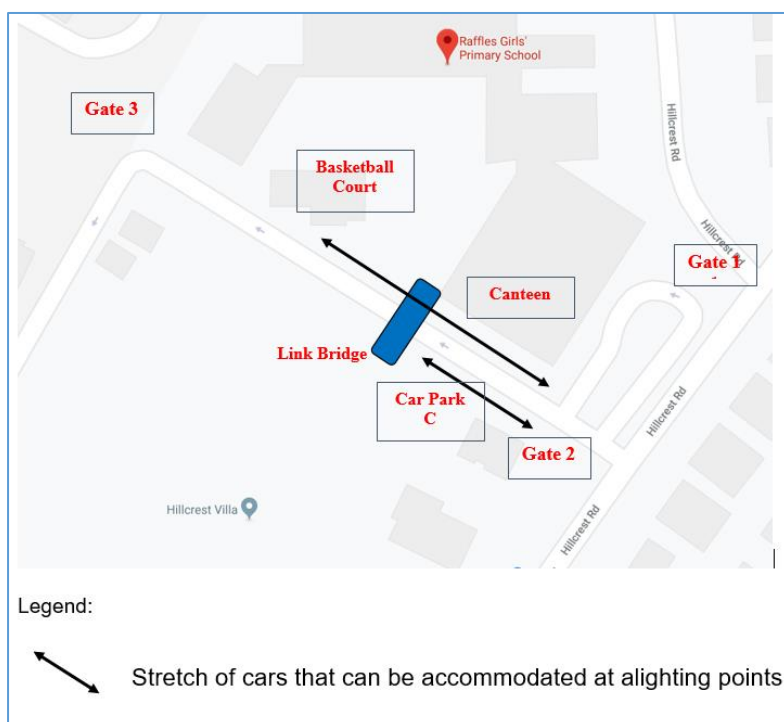 Raffles Girls'
Primary School
Gate 3
Hillcrest Rd
Basketball
Court
Hillcrest Rd
Gate 1
Canteen
Link Bridge
Car Park
C
Hillcrest Rd
Gate 2
Hillcrest Villa
Hillcrest Rd
Legend:
Stretch of cars that can be accommodated at alighting points